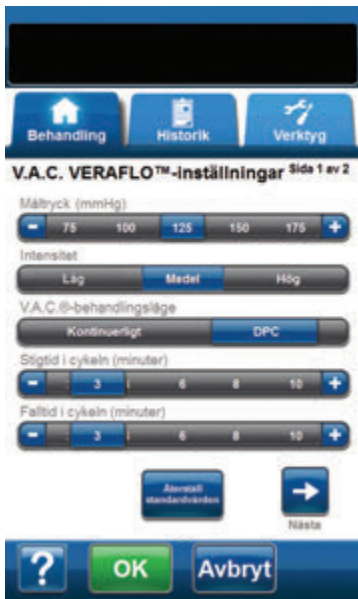 Behandling Historik Verktyg
V.A.C. VERAFLO™-inställningar Sida 1 av 2
Måltryck (mmHg)
- 75 100 125 150 175 +
Intensitet
Låg Medel Hög
V.A.C.®-behandlingsläge
Kontinuerligt DPC
Stigtid i cykeln (minuter)
- 3 6 8 10 +
Falltid i cykeln (minuter)
- 3 6 8 10 +
Återställ
standardvärden
Nästa
? OK Avbryt